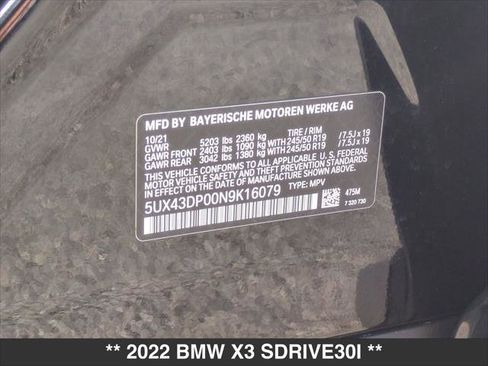 MFD BY BAYERISCHE MOTOREN WERKE AG
10/21 TIRE / RIM
GVWR 5203 lbs 2360 kg
GAWR FRONT 2403 lbs 1090 kg WITH 245/50 R19 / 7.5J x 19
GAWR REAR 3042 lbs 1380 kg WITH 245/50 R19 / 7.5J x 19
THIS VEHICLE CONFORMS TO ALL APPLICABLE U.S. FEDERAL
MOTOR VEHICLE SAFETY AND THEFT PREVENTION STANDARDS
IN EFFECT ON THE DATE OF MANUFACTURE SHOWN ABOVE.
5UX43DP00N9K16079 TYPE: MPV
475M
7 320 730
** 2022 BMW X3 SDRIVE30I **